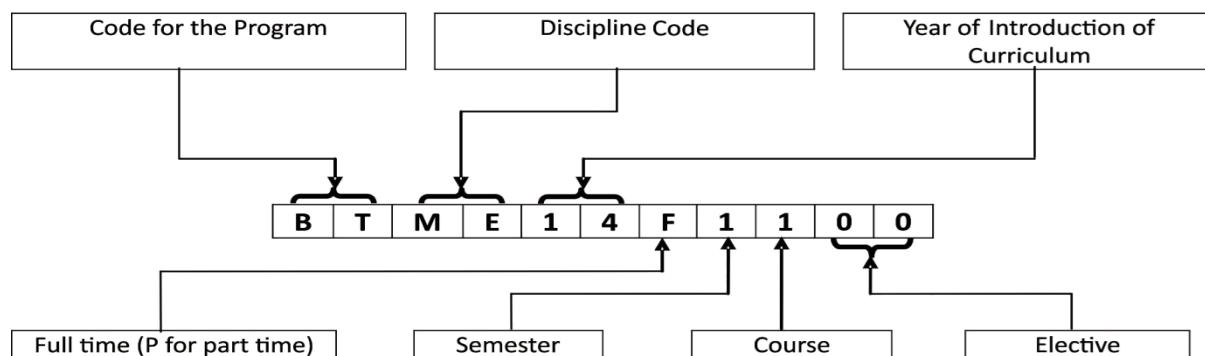 Code for the Program
Discipline Code
Year of Introduction of
Curriculum
B T M E 1 4 F 1 1 0 0
Full time (P for part time)
Semester
Course
Elective